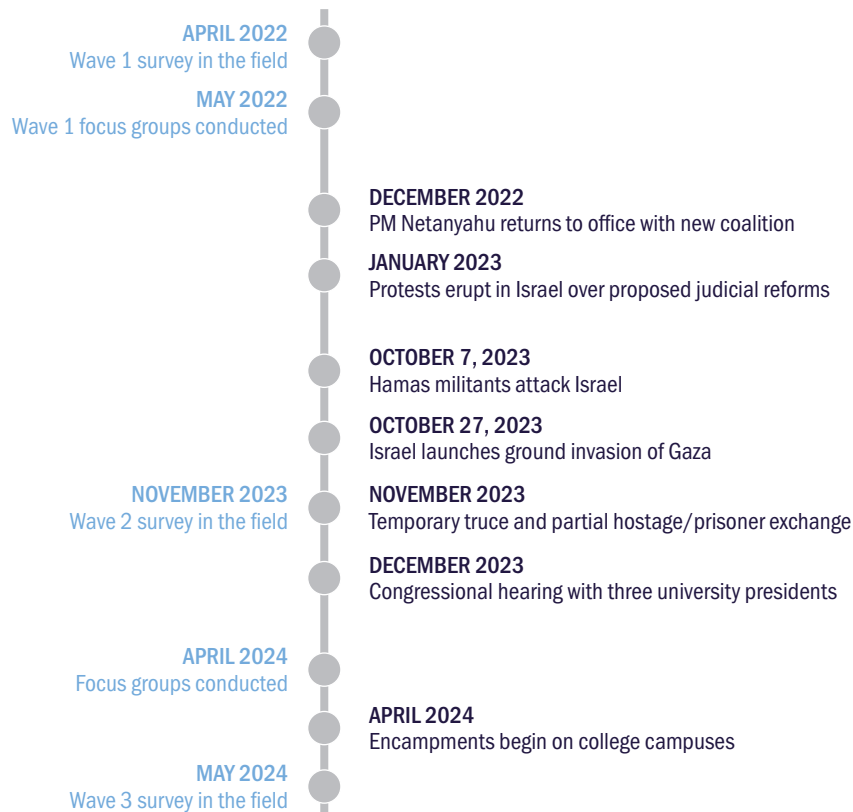 APRIL 2022
Wave 1 survey in the field
MAY 2022
Wave 1 focus groups conducted
DECEMBER 2022
PM Netanyahu returns to office with new coalition
JANUARY 2023
Protests erupt in Israel over proposed judicial reforms
OCTOBER 7, 2023
Hamas militants attack Israel
OCTOBER 27, 2023
Israel launches ground invasion of Gaza
NOVEMBER 2023
Wave 2 survey in the field
NOVEMBER 2023
Temporary truce and partial hostage/prisoner exchange
DECEMBER 2023
Congressional hearing with three university presidents
APRIL 2024
Focus groups conducted
APRIL 2024
Encampments begin on college campuses
MAY 2024
Wave 3 survey in the field